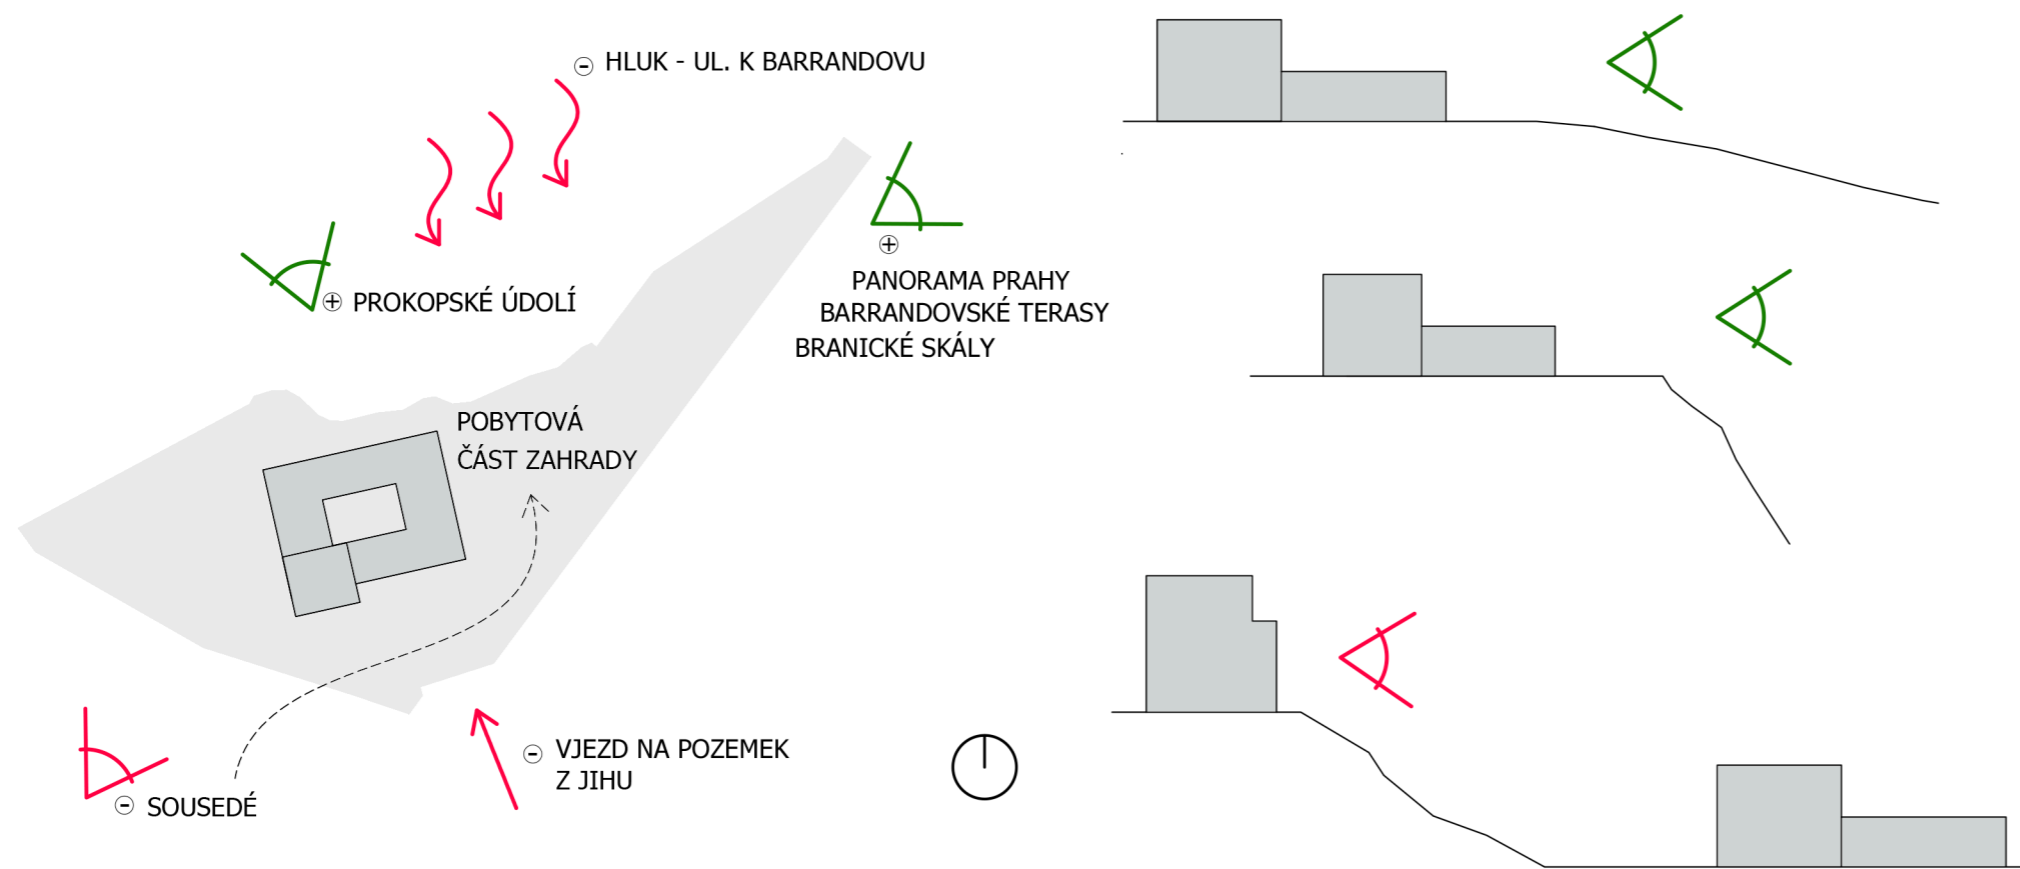 HLUK - UL. K BARRANDOVU
PROKOPSKÉ ÚDOLÍ
PANORAMA PRAHY
BARRANDOVSKÉ TERASY
BRANICKÉ SKÁLY
POBYTOVÁ
ČÁST ZAHRADY
VJEZD NA POZEMEK
Z JIHU
SOUSEDÉ